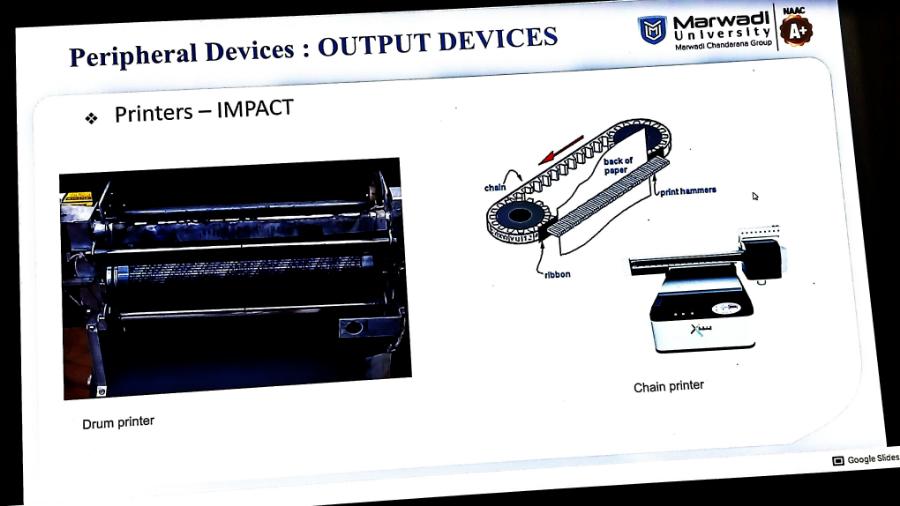 Peripheral Devices : OUTPUT DEVICES
Marwadi
University
Marwadi Chandarana Group
NAAC
A+
Printers – IMPACT
chain
back of
paper
print hammers
ribbon
Drum printer
Chain printer
Google Slides